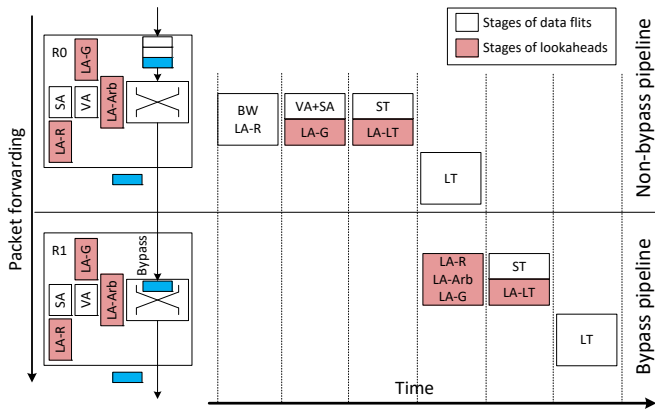 Stages of data flits
Stages of lookaheads
Packet forwarding
R0
LA-G
SA
VA
LA-Arb
LA-R
BW
LA-R
VA+SA
LA-G
ST
LA-LT
LT
Non-bypass pipeline
R1
LA-G
Bypass
SA
VA
LA-Arb
LA-R
LA-R
LA-Arb
LA-G
ST
LA-LT
LT
Bypass pipeline
Time